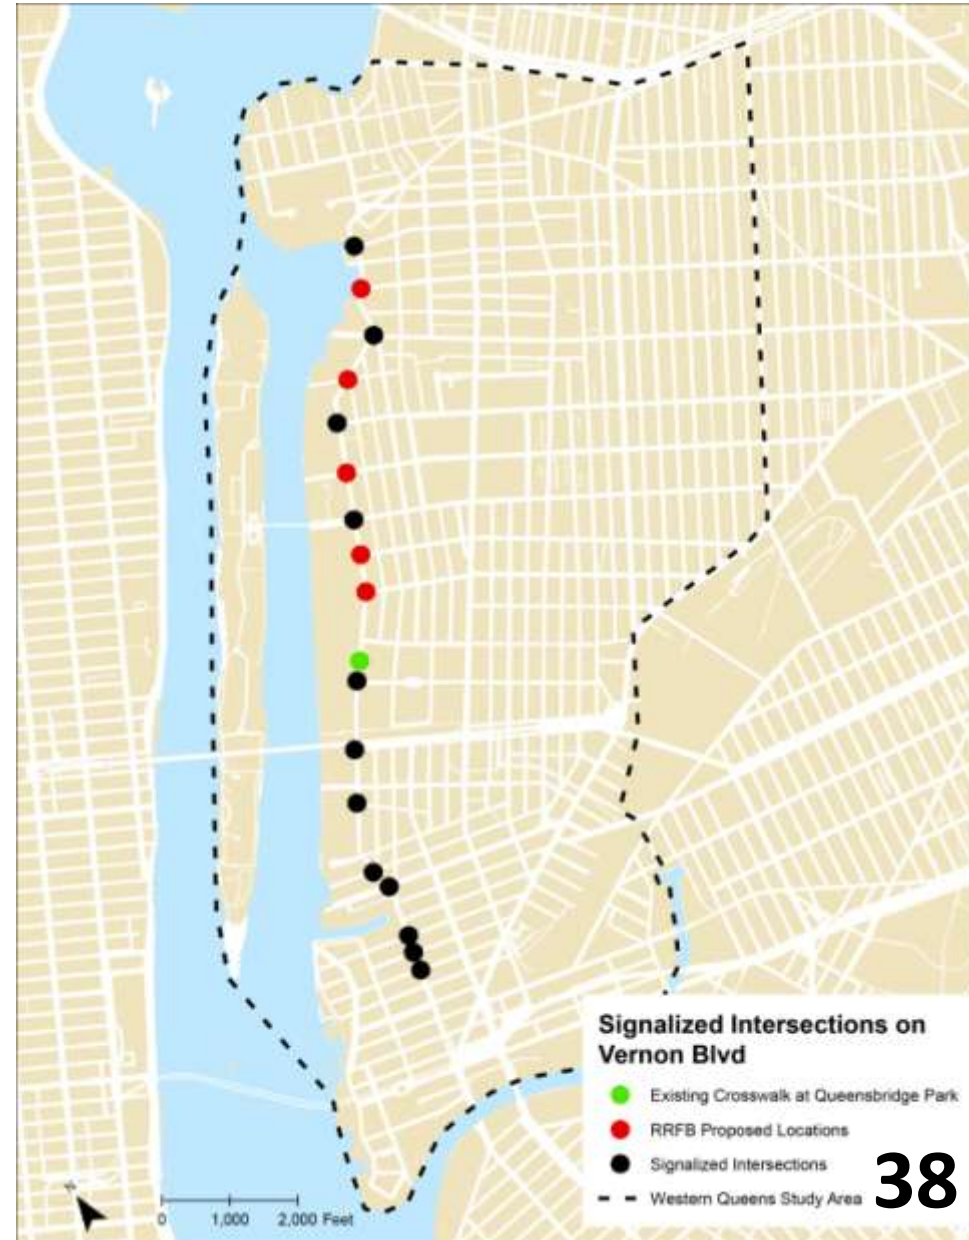 Signalized Intersections on
Vernon Blvd
Existing Crosswalk at Queensbridge Park
RRFB Proposed Locations
Signalized Intersections
Western Queens Study Area
38
0 1,000 2,000 Feet